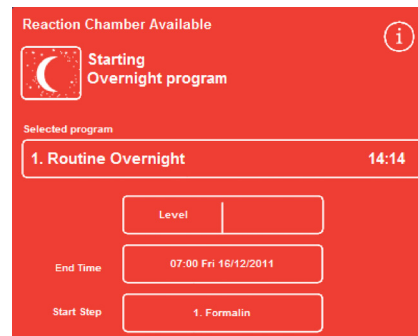 Reaction Chamber Available
i
Starting
Overnight program
Selected program
1. Routine Overnight 14:14
Level
End Time 07:00 Fri 16/12/2011
Start Step 1. Formalin